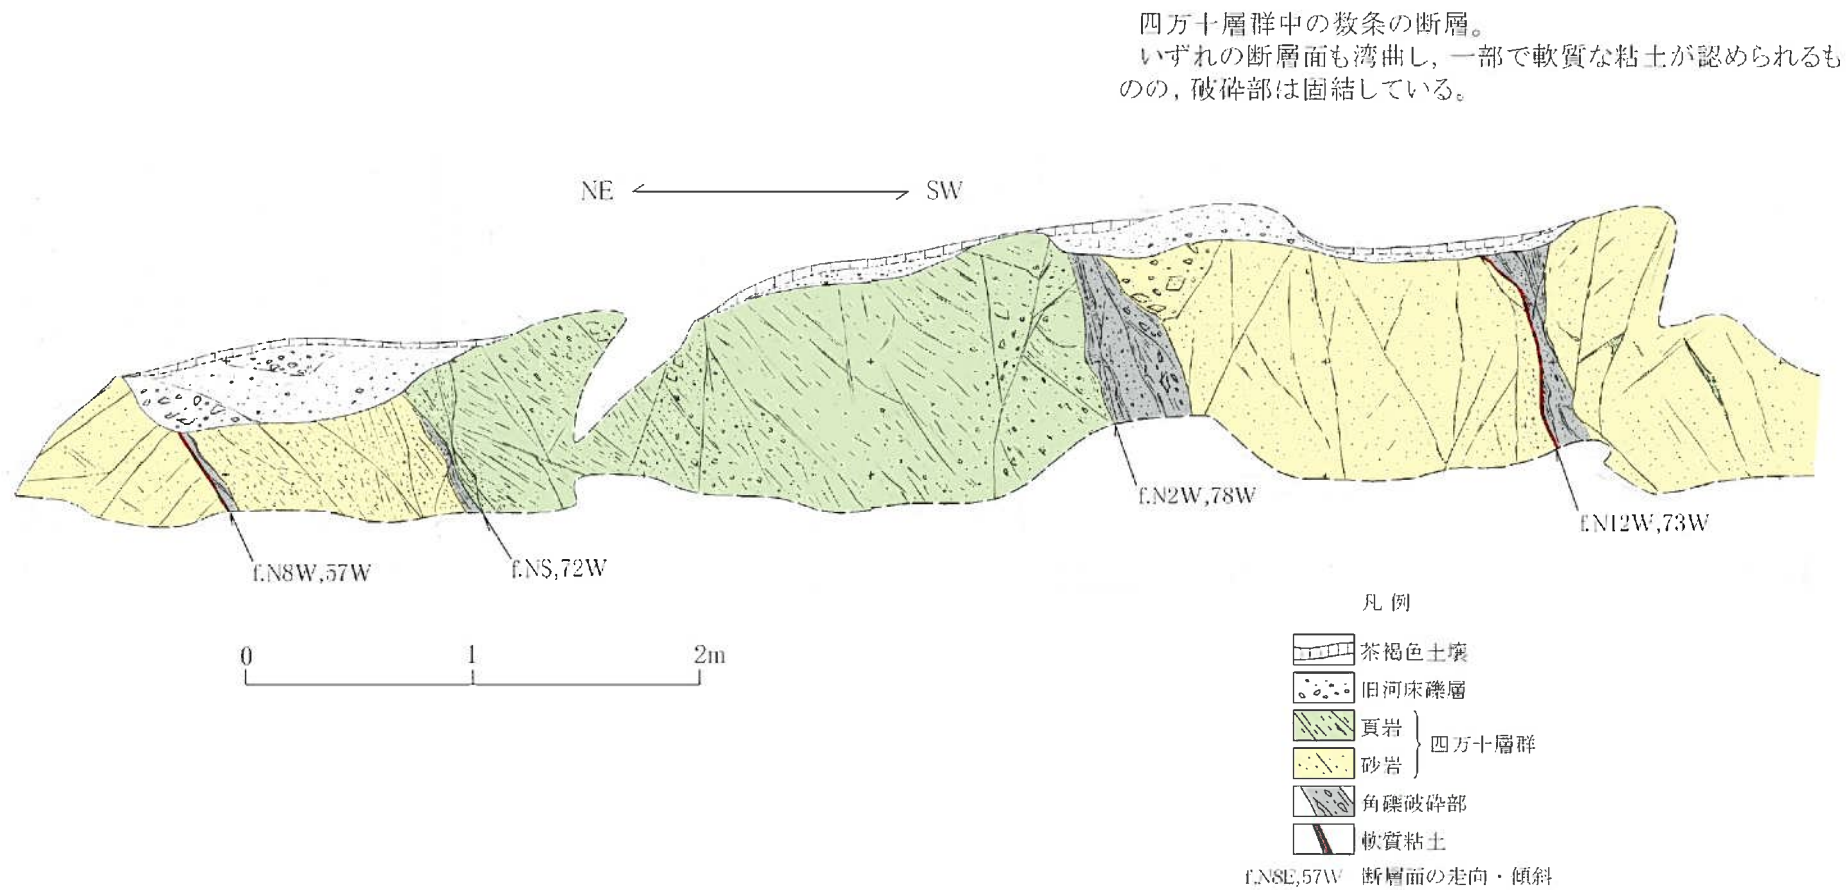 四万十層群中の数条の断層。
いずれの断層面も湾曲し，一部で軟質な粘土が認められるも
のの，破砕部は固結している。
NE SW
f.N2W,78W
f.N12W,73W
f.N8W,57W
f.NS,72W
0 1 2m
凡 例
茶褐色土壌
旧河床礫層
頁岩
四万十層群
砂岩
角礫破砕部
軟質粘土
f.N8E,57W 断層面の走向・傾斜